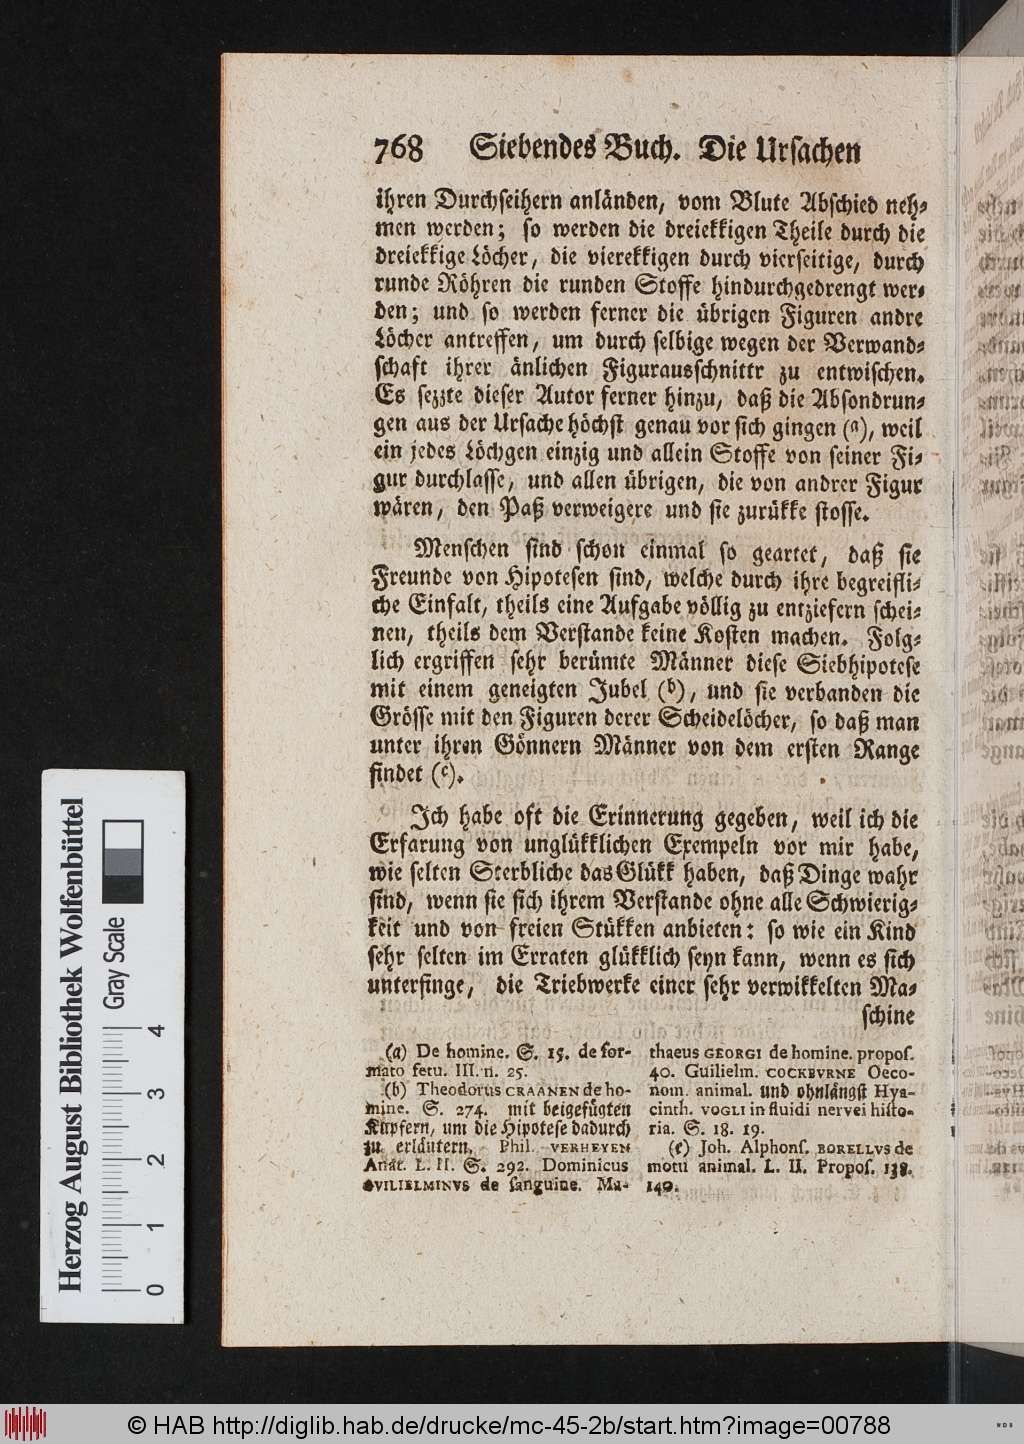 768 Siebendes Buch. Die Ursachen
ihren Durchseihern anländen, vom Blute Abschied neh-
men werden; so werden die dreiekkigen Theile durch die
dreiekkige Löcher, die vierekkigen durch vierseitige, durch
runde Röhren die runden Stoffe hindurchgedrengt wer-
den; und so werden ferner die übrigen Figuren andre
Löcher antreffen, um durch selbige wegen der Verwand-
schaft ihrer änlichen Figurausschnittr zu entwischen.
Es sezzte dieser Autor ferner hinzu, daß die Absondrun-
gen aus der Ursache höchst genau vor sich gingen (a), weil
ein jedes Löchgen einzig und allein Stoffe von seiner Fi-
gur durchlasse, und allen übrigen, die von andrer Figur
wären, den Paß verweigere und sie zurükke stosse.
Menschen sind schon einmal so geartet, daß sie
Freunde von Hipotesen sind, welche durch ihre begreifli-
che Einfalt, theils eine Aufgabe völlig zu entziefern schei-
nen, theils dem Verstande keine Kosten machen. Folg-
lich ergriffen sehr berümte Männer diese Siebhipotese
mit einem geneigten Jubel (b), und sie verbanden die
Grösse mit den Figuren derer Scheidelöcher, so daß man
unter ihren Gönnern Männer von dem ersten Range
findet (c).
Ich habe oft die Erinnerung gegeben, weil ich die
Erfarung von unglükklichen Exempeln vor mir habe,
wie selten Sterbliche das Glükk haben, daß Dinge wahr
sind, wenn sie sich ihrem Verstande ohne alle Schwierig-
keit und von freien Stükken anbieten: so wie ein Kind
sehr selten im Erraten glükklich seyn kann, wenn es sich
unterfinge, die Triebwerke einer sehr verwikkelten Ma-
schine
(a) De homine. S. 15. de for-
mato fetu. III. n. 25.
(b) Theodorus CRAANEN de ho-
mine. S. 274. mit beigefügten
Kupfern, um die Hipotese dadurch
zu erläutern. Phil. VERHEYEN
Anat. L. II. S. 292. Dominicus
GVILIELMINVS de sanguine. Ma-
thaeus GEORGI de homine. propos.
40. Guilielm. COCKBVRNE Oeco-
nom. animal. und ohnlängst Hya-
cinth. VOGLI in fluidi nervei histo-
ria. S. 18. 19.
(c) Joh. Alphons. BORELLVS de
motu animal. L. II. Propos. 138.
140.
Herzog August Bibliothek Wolfenbüttel
Gray Scale
0 1 2 3 4
© HAB http://diglib.hab.de/drucke/mc-45-2b/start.htm?image=00788